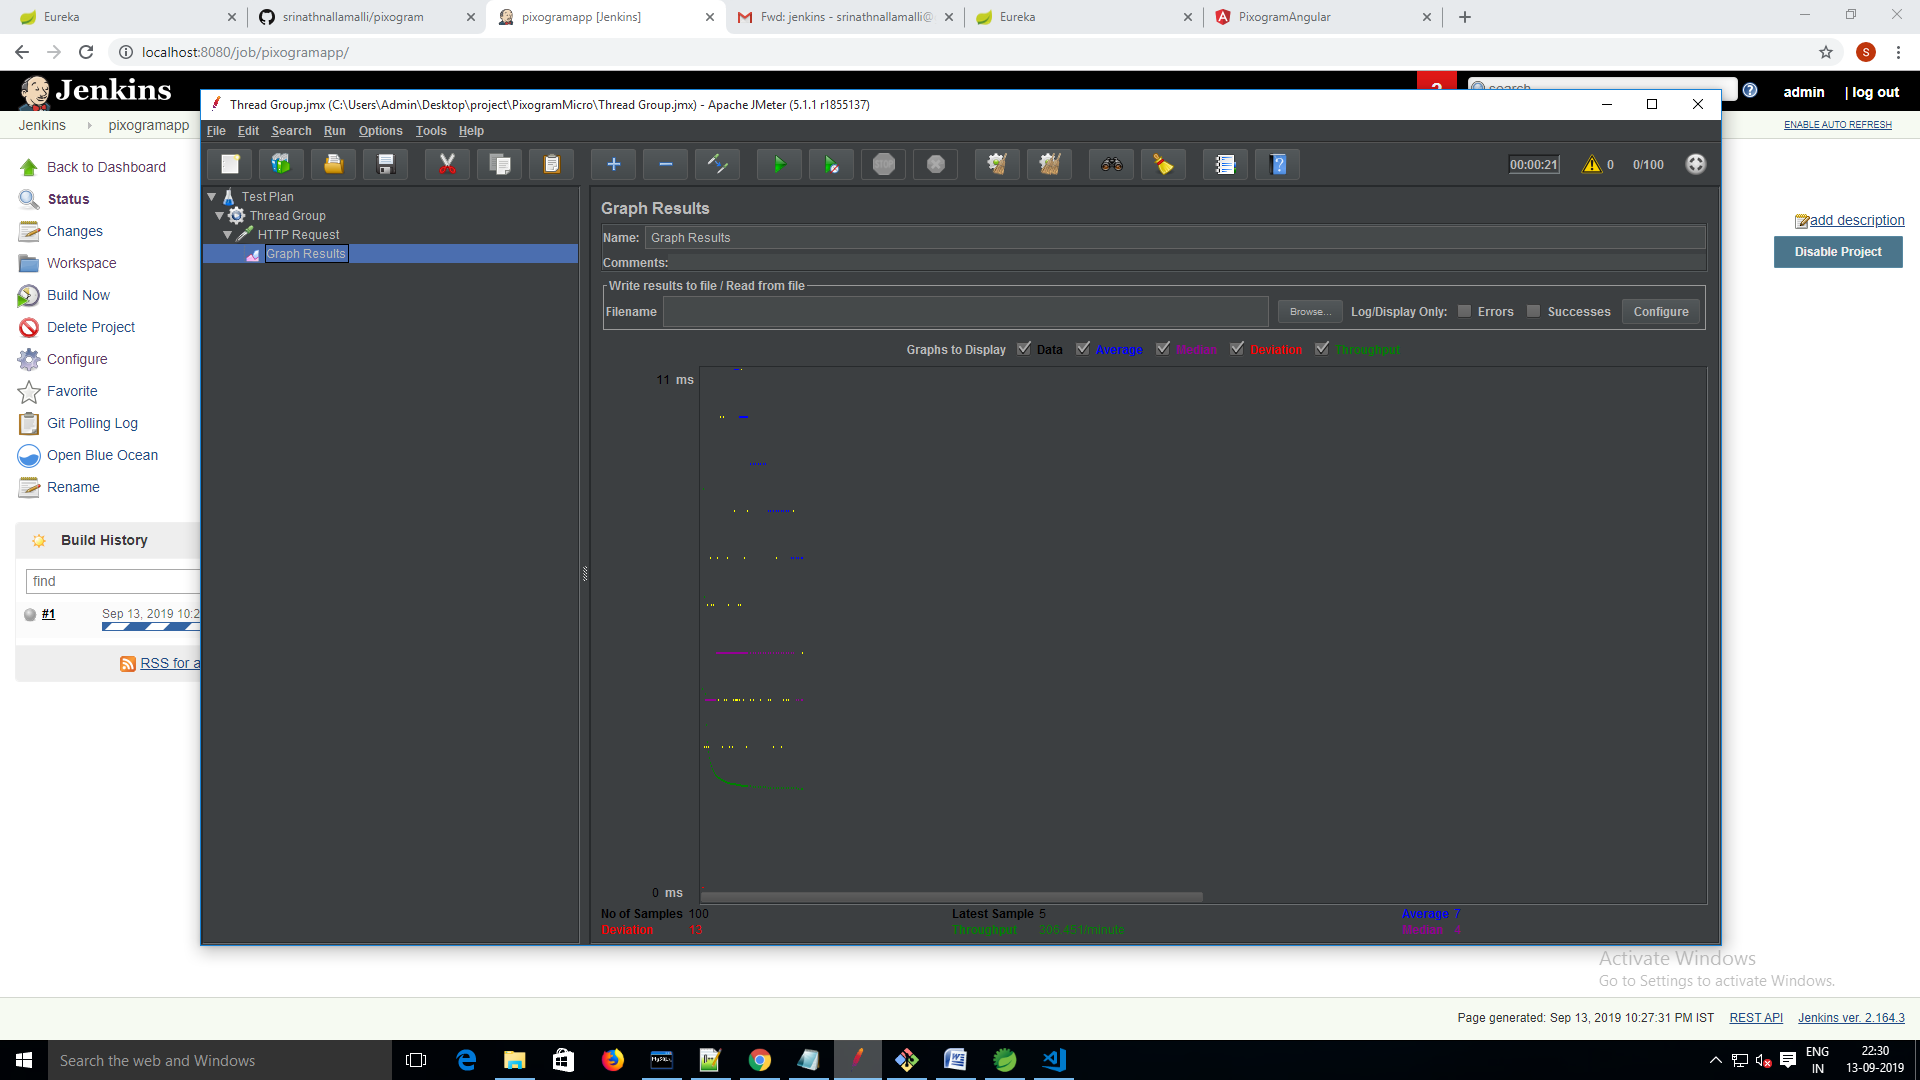 Eureka
srinathnallamalli/pixogram
pixogramapp [Jenkins]
Fwd: jenkins - srinathnallamalli@
Eureka
PixogramAngular
localhost:8080/job/pixogramapp/
S
Jenkins
2
search
admin
| log out
Jenkins
pixogramapp
ENABLE AUTO REFRESH
Back to Dashboard
Status
Changes
Workspace
Build Now
Delete Project
Configure
Favorite
Git Polling Log
Open Blue Ocean
Rename
Build History
find
#1
Sep 13, 2019 10:2
RSS for a
add description
Disable Project
Thread Group.jmx (C:\Users\Admin\Desktop\project\PixogramMicro\Thread Group.jmx) - Apache JMeter (5.1.1 r1855137)
File Edit Search Run Options Tools Help
STOP
00:00:21
0
0/100
Test Plan
Thread Group
HTTP Request
Graph Results
Graph Results
Name: Graph Results
Comments:
Write results to file / Read from file
Filename
Browse...
Log/Display Only:
Errors
Successes
Configure
Graphs to Display
Data
Average
Median
Deviation
Throughput
11 ms
0 ms
No of Samples 100
Latest Sample 5
Average 7
Deviation 13
Throughput 306.451/minute
Median 4
Activate Windows
Go to Settings to activate Windows.
Page generated: Sep 13, 2019 10:27:31 PM IST
REST API
Jenkins ver. 2.164.3
Search the web and Windows
MySQL
W
ENG
IN
22:30
13-09-2019